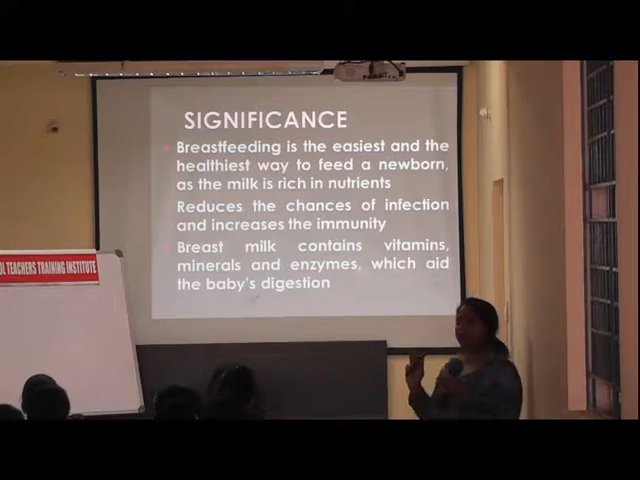 SIGNIFICANCE
Breastfeeding is the easiest and the
healthiest way to feed a newborn,
as the milk is rich in nutrients
Reduces the chances of infection
and increases the immunity
Breast milk contains vitamins,
minerals and enzymes, which aid
the baby's digestion
TEACHERS TRAINING INSTITUTE